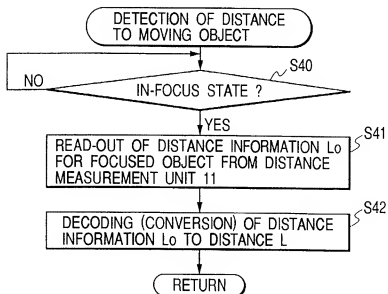 DETECTION OF DISTANCE
TO MOVING OBJECT
S40
NO
IN-FOCUS STATE ?
YES
S41
READ-OUT OF DISTANCE INFORMATION Lo
FOR FOCUSED OBJECT FROM DISTANCE
MEASUREMENT UNIT 11
S42
DECODING (CONVERSION) OF DISTANCE
INFORMATION Lo TO DISTANCE L
RETURN